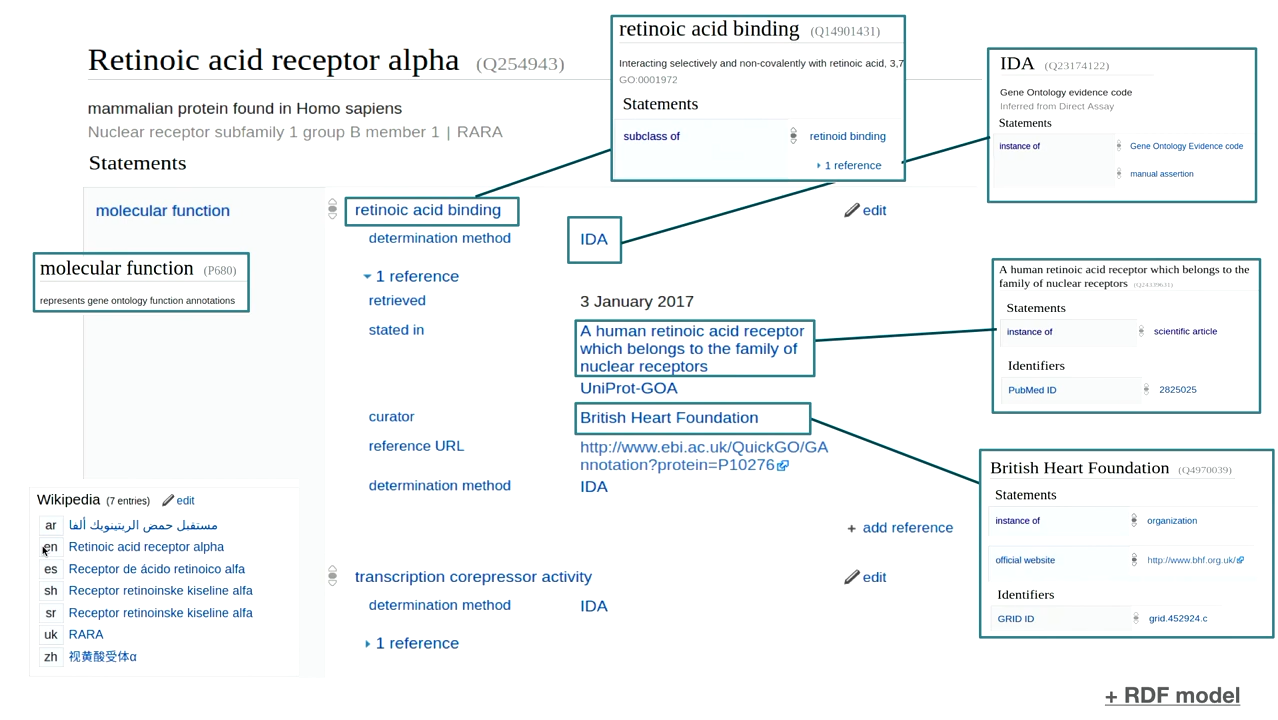 Retinoic acid receptor alpha (Q254943)
mammalian protein found in Homo sapiens
Nuclear receptor subfamily 1 group B member 1 | RARA
Statements
molecular function
retinoic acid binding
edit
determination method
IDA
1 reference
retrieved
3 January 2017
stated in
A human retinoic acid receptor
which belongs to the family of
nuclear receptors
UniProt-GOA
curator
British Heart Foundation
reference URL
http://www.ebi.ac.uk/QuickGO/GA
nnotation?protein=P10276
determination method
IDA
+ add reference
transcription corepressor activity
edit
determination method
IDA
1 reference
molecular function (P680)
represents gene ontology function annotations
Wikipedia (7 entries) edit
ar مستقبل حمض الريتينويك ألفا
en Retinoic acid receptor alpha
es Receptor de ácido retinoico alfa
sh Receptor retinoinske kiseline alfa
sr Receptor retinoinske kiseline alfa
uk RARA
zh 视黄酸受体α
retinoic acid binding (Q14901431)
Interacting selectively and non-covalently with retinoic acid, 3,7
GO:0001972
Statements
subclass of
retinoid binding
1 reference
IDA (Q23174122)
Gene Ontology evidence code
Inferred from Direct Assay
Statements
instance of
Gene Ontology Evidence code
manual assertion
A human retinoic acid receptor which belongs to the
family of nuclear receptors
Statements
instance of
scientific article
Identifiers
PubMed ID
2825025
British Heart Foundation (Q4970039)
Statements
instance of
organization
official website
http://www.bhf.org.uk/
Identifiers
GRID ID
grid.452924.c
+ RDF model